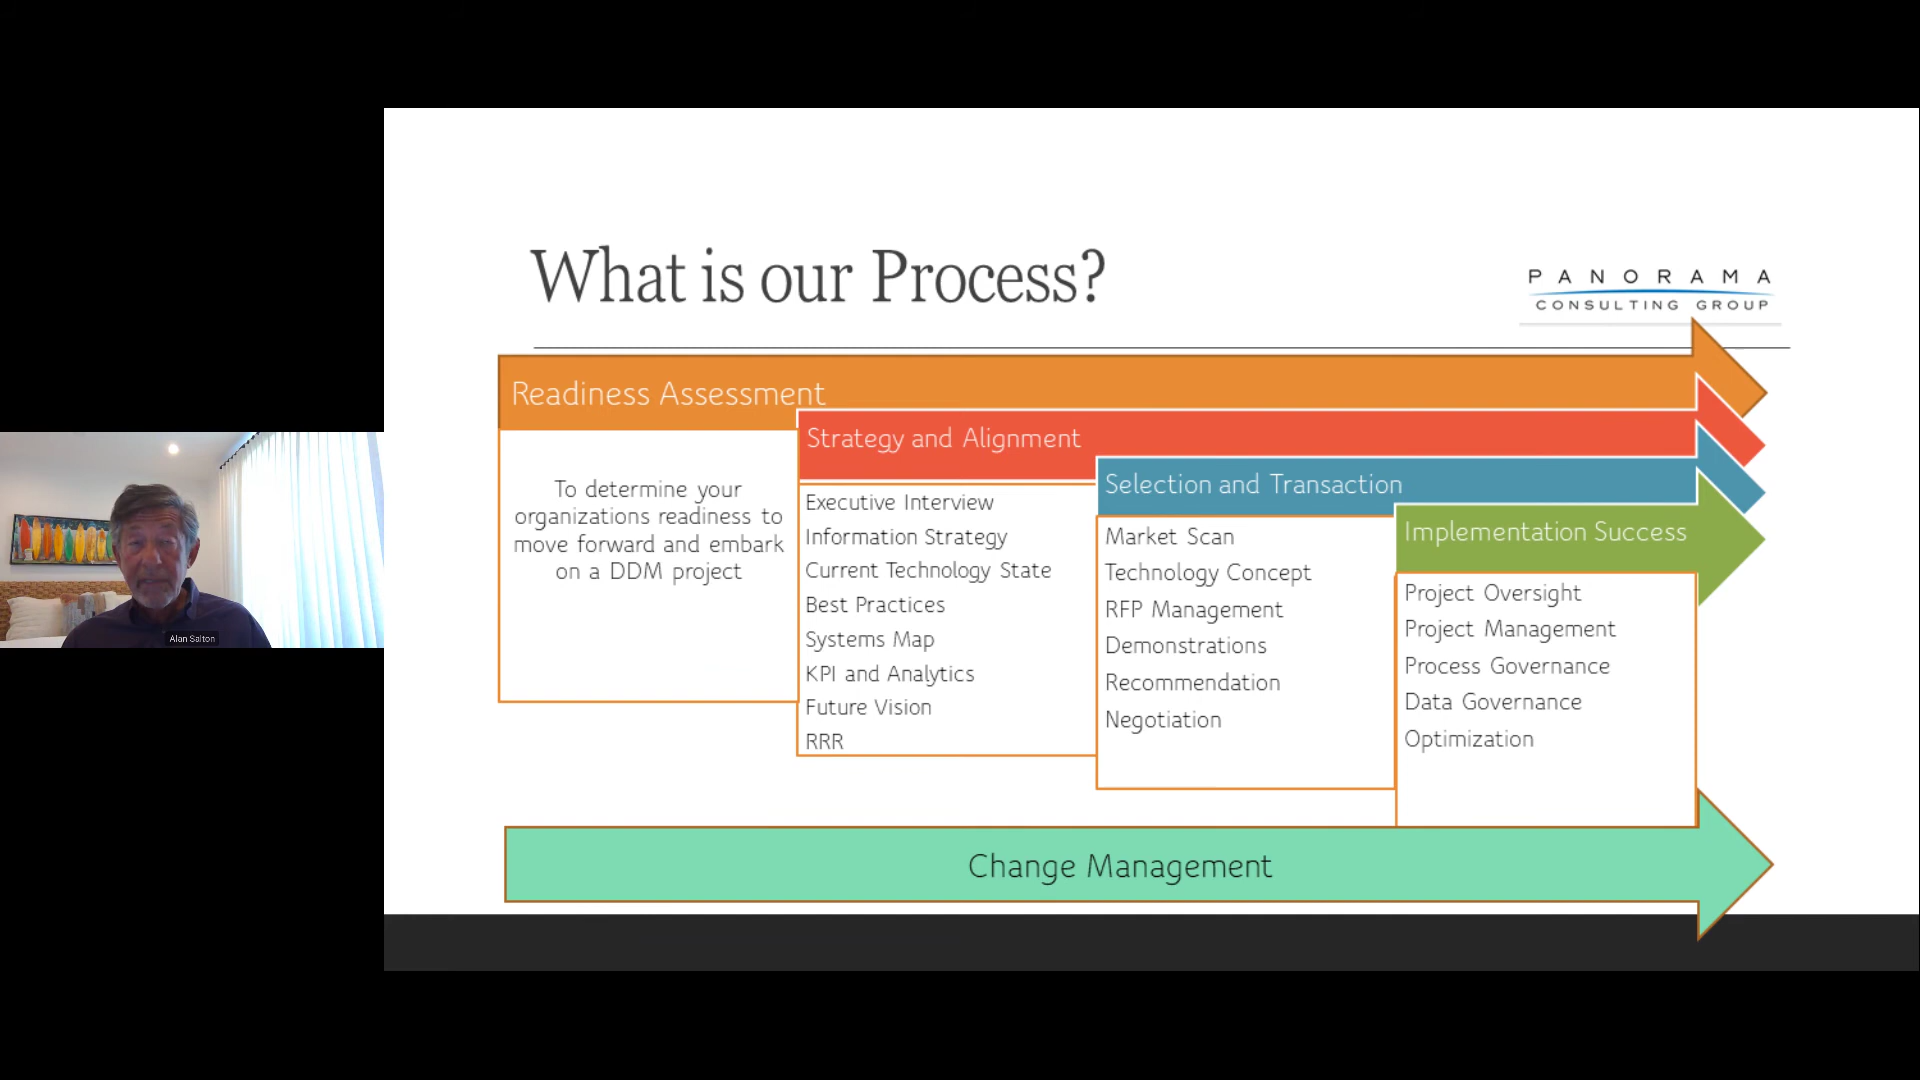 What is our Process?
PANORAMA
CONSULTING GROUP
Readiness Assessment
To determine your
organizations readiness to
move forward and embark
on a DDM project
Strategy and Alignment
Executive Interview
Information Strategy
Current Technology State
Best Practices
Systems Map
KPI and Analytics
Future Vision
RRR
Selection and Transaction
Market Scan
Technology Concept
RFP Management
Demonstrations
Recommendation
Negotiation
Implementation Success
Project Oversight
Project Management
Process Governance
Data Governance
Optimization
Change Management
Alan Salton